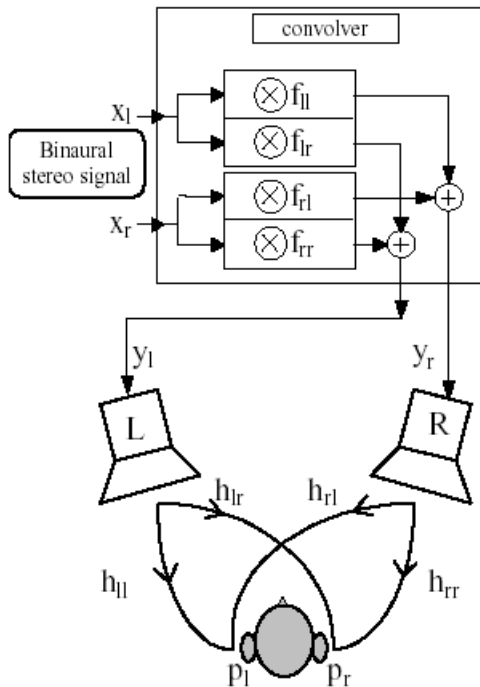 convolver
x_l
⊗ f_ll
⊗ f_lr
Binaural
stereo signal
x_r
⊗ f_rl
⊗ f_rr
+
+
y_l
y_r
L
R
h_lr
h_rl
h_ll
h_rr
p_l
p_r